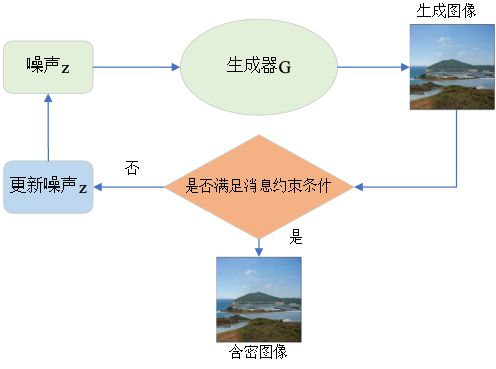 生成图像
噪声z
生成器G
否
更新噪声z
是否满足消息约束条件
是
含密图像